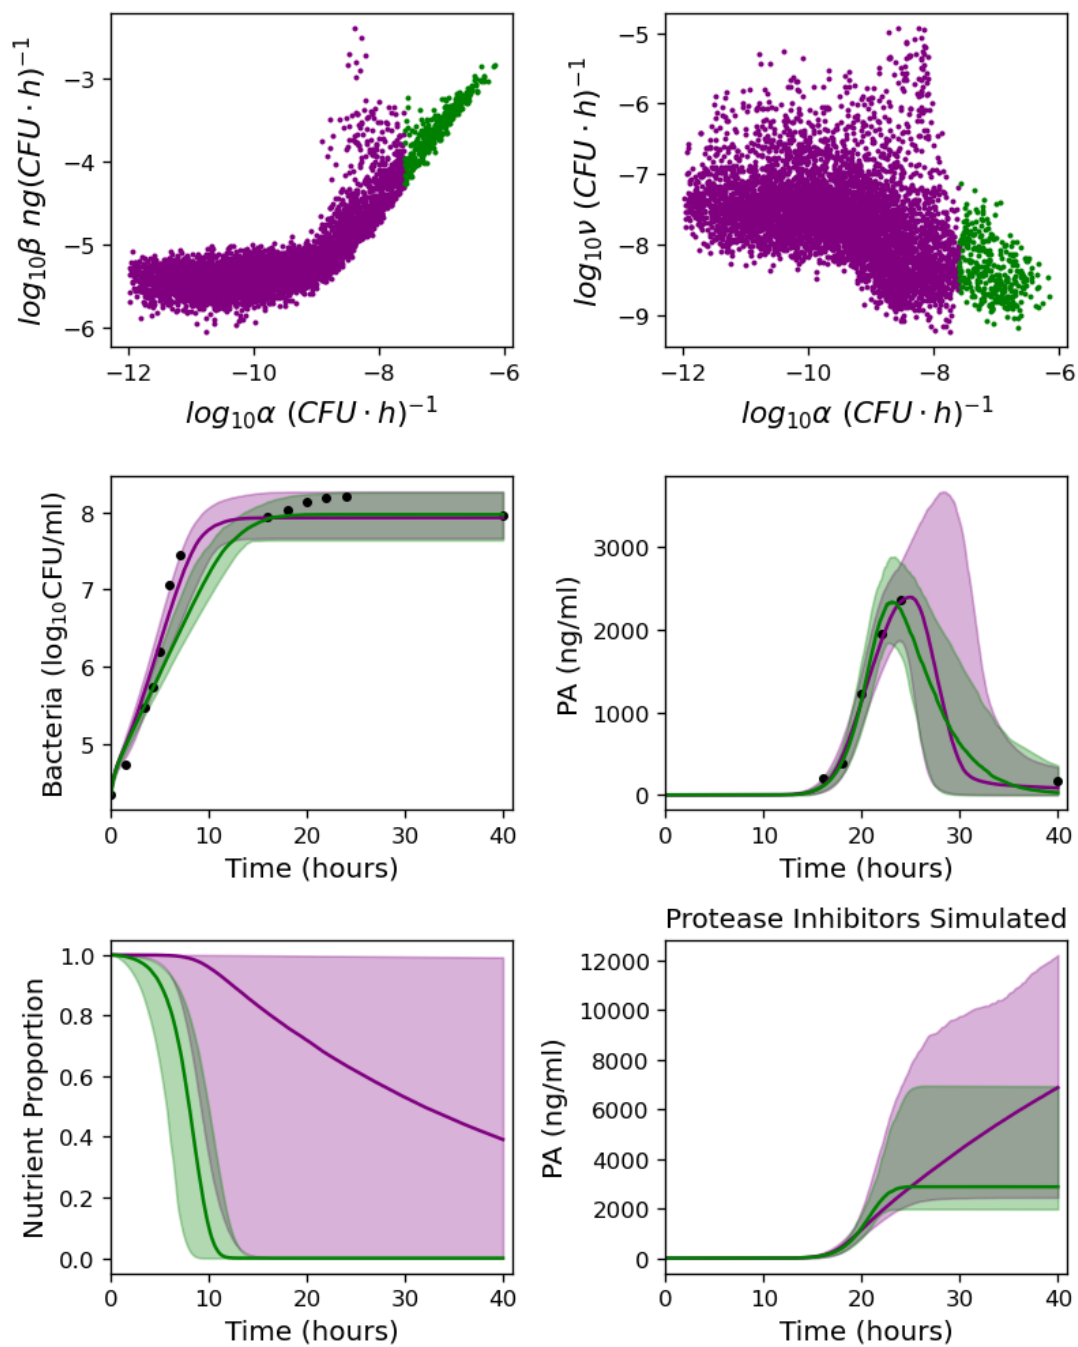 log₁₀β ng(CFU · h)⁻¹
−3
−4
−5
−6
−12 −10 −8 −6
log₁₀α (CFU · h)⁻¹
log₁₀ν (CFU · h)⁻¹
−5
−6
−7
−8
−9
−12 −10 −8 −6
log₁₀α (CFU · h)⁻¹
Bacteria (log₁₀CFU/ml)
8
7
6
5
0 10 20 30 40
Time (hours)
PA (ng/ml)
3000
2000
1000
0
0 10 20 30 40
Time (hours)
Nutrient Proportion
1.0
0.8
0.6
0.4
0.2
0.0
0 10 20 30 40
Time (hours)
Protease Inhibitors Simulated
PA (ng/ml)
12000
10000
8000
6000
4000
2000
0
0 10 20 30 40
Time (hours)